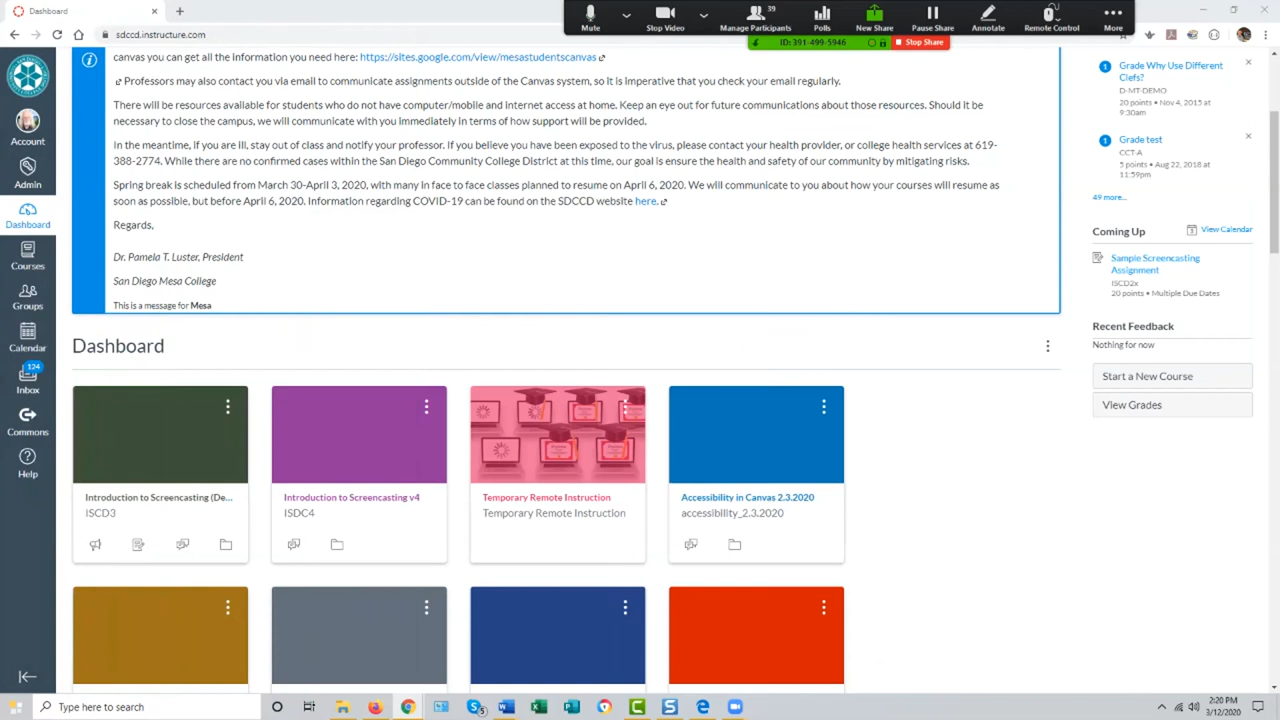 Dashboard
Mute
Stop Video
39
Manage Participants
Polls
New Share
Pause Share
Annotate
Remote Control
More
ID: 391-499-5946
Stop Share
sdccd.instructure.com
Account
Admin
Dashboard
Courses
Groups
Calendar
124
Inbox
Commons
Help
canvas you can get all the information you need here: https://sites.google.com/view/mesastudentscanvas
Professors may also contact you via email to communicate assignments outside of the Canvas system, so it is imperative that you check your email regularly.
There will be resources available for students who do not have computer/mobile and internet access at home. Keep an eye out for future communications about those resources. Should it be
necessary to close the campus, we will communicate with you immediately in terms of how support will be provided.
In the meantime, if you are ill, stay out of class and notify your professor. If you believe you have been exposed to the virus, please contact your health provider, or college health services at 619-
388-2774. While there are no confirmed cases within the San Diego Community College District at this time, our goal is ensure the health and safety of our community by mitigating risks.
Spring break is scheduled from March 30-April 3, 2020, with many in face to face classes planned to resume on April 6, 2020. We will communicate to you about how your courses will resume as
soon as possible, but before April 6, 2020. Information regarding COVID-19 can be found on the SDCCD website here.
Regards,
Dr. Pamela T. Luster, President
San Diego Mesa College
This is a message for Mesa
Dashboard
Introduction to Screencasting (De...
ISCD3
Introduction to Screencasting v4
ISDC4
Temporary Remote Instruction
Temporary Remote Instruction
Accessibility in Canvas 2.3.2020
accessibility_2.3.2020
1
Grade Why Use Different
Clefs?
D-MT-DEMO
20 points • Nov 4, 2015 at
9:30am
1
Grade test
CCT-A
5 points • Aug 22, 2018 at
11:59pm
49 more...
Coming Up
View Calendar
Sample Screencasting
Assignment
ISCD2x
20 points • Multiple Due Dates
Recent Feedback
Nothing for now
Start a New Course
View Grades
Type here to search
2:20 PM
3/12/2020